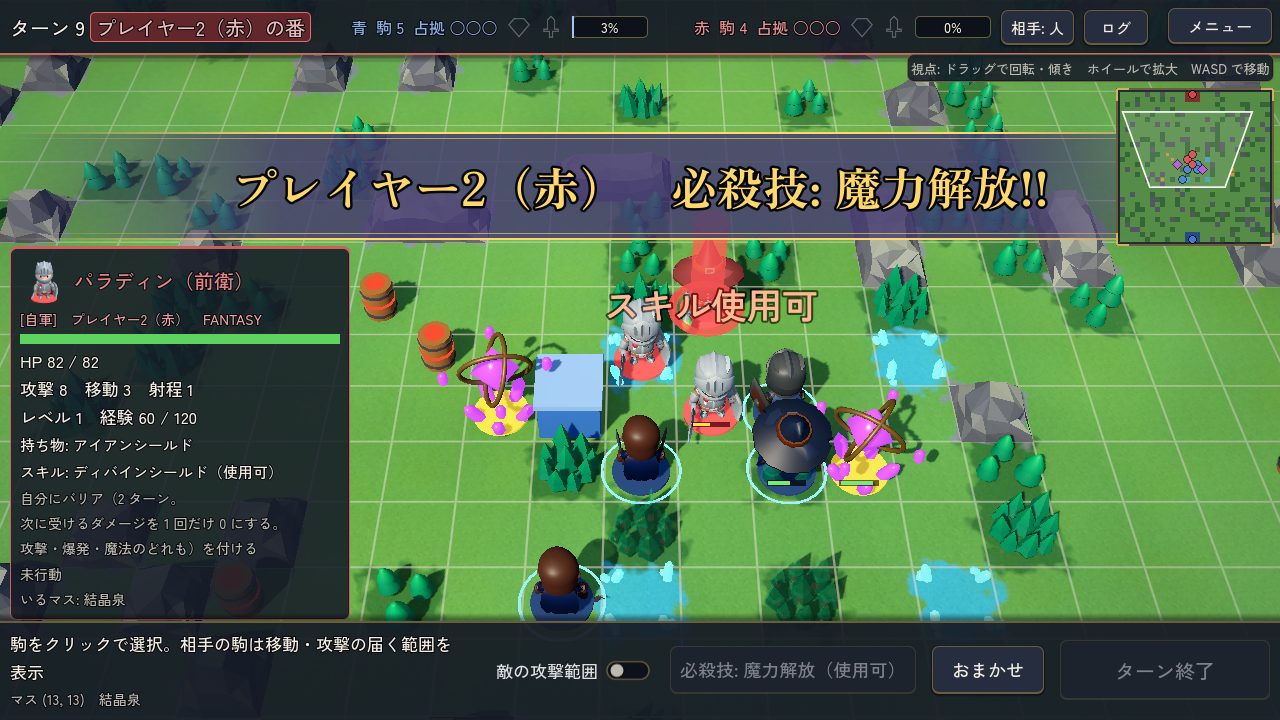 ターン 9 プレイヤー2（赤）の番 青 駒 5 占拠 〇〇〇 3% 赤 駒 4 占拠 〇〇〇 0% 相手: 人 ログ メニュー
視点: ドラッグで回転・傾き ホイールで拡大 WASD で移動
プレイヤー2（赤） 必殺技: 魔力解放!!
スキル使用可
パラディン（前衛）
[自軍] プレイヤー2（赤） FANTASY
HP 82 / 82
攻撃 8 移動 3 射程 1
レベル 1 経験 60 / 120
持ち物: アイアンシールド
スキル: ディバインシールド（使用可）
自分にバリア（2 ターン。
次に受けるダメージを 1 回だけ 0 にする。
攻撃・爆発・魔法のどれも）を付ける
未行動
いるマス: 結晶泉
駒をクリックで選択。相手の駒は移動・攻撃の届く範囲を
表示
マス (13, 13) 結晶泉
敵の攻撃範囲 必殺技: 魔力解放（使用可） おまかせ ターン終了